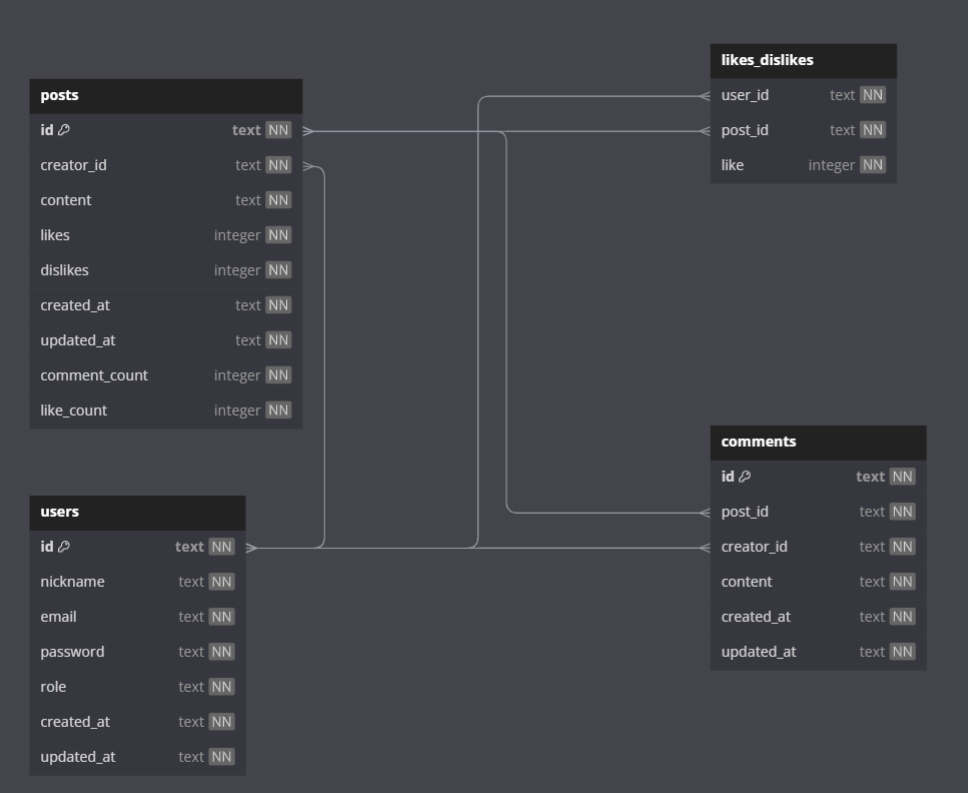 posts
id text NN
creator_id text NN
content text NN
likes integer NN
dislikes integer NN
created_at text NN
updated_at text NN
comment_count integer NN
like_count integer NN
users
id text NN
nickname text NN
email text NN
password text NN
role text NN
created_at text NN
updated_at text NN
likes_dislikes
user_id text NN
post_id text NN
like integer NN
comments
id text NN
post_id text NN
creator_id text NN
content text NN
created_at text NN
updated_at text NN